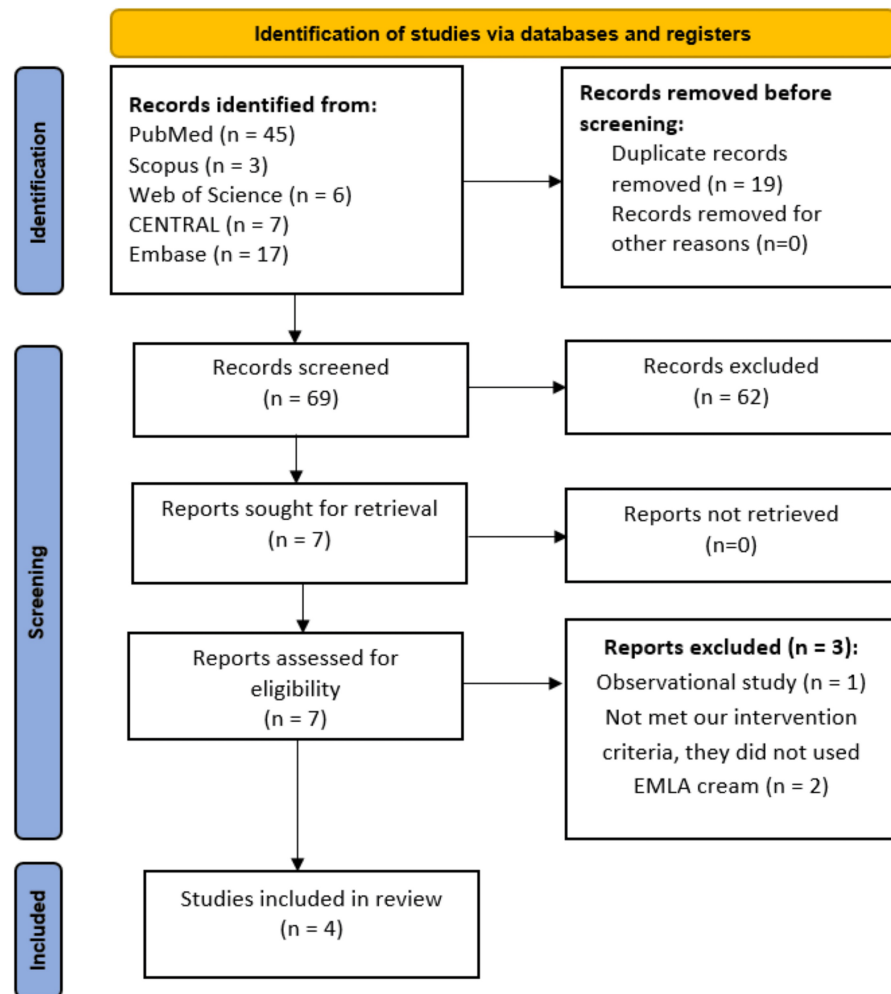 Identification of studies via databases and registers
Identification
Records identified from:
PubMed (n = 45)
Scopus (n = 3)
Web of Science (n = 6)
CENTRAL (n = 7)
Embase (n = 17)
Records removed before
screening:
Duplicate records
removed (n = 19)
Records removed for
other reasons (n=0)
Screening
Records screened
(n = 69)
Records excluded
(n = 62)
Reports sought for retrieval
(n = 7)
Reports not retrieved
(n=0)
Reports assessed for
eligibility
(n = 7)
Reports excluded (n = 3):
Observational study (n = 1)
Not met our intervention
criteria, they did not used
EMLA cream (n = 2)
Included
Studies included in review
(n = 4)